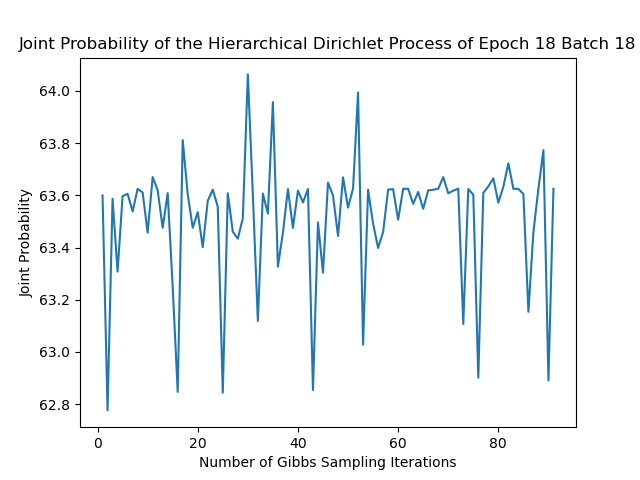 Joint Probability of the Hierarchical Dirichlet Process of Epoch 18 Batch 18
64.0
63.8
63.6
63.4
63.2
63.0
62.8
Joint Probability
0 20 40 60 80
Number of Gibbs Sampling Iterations